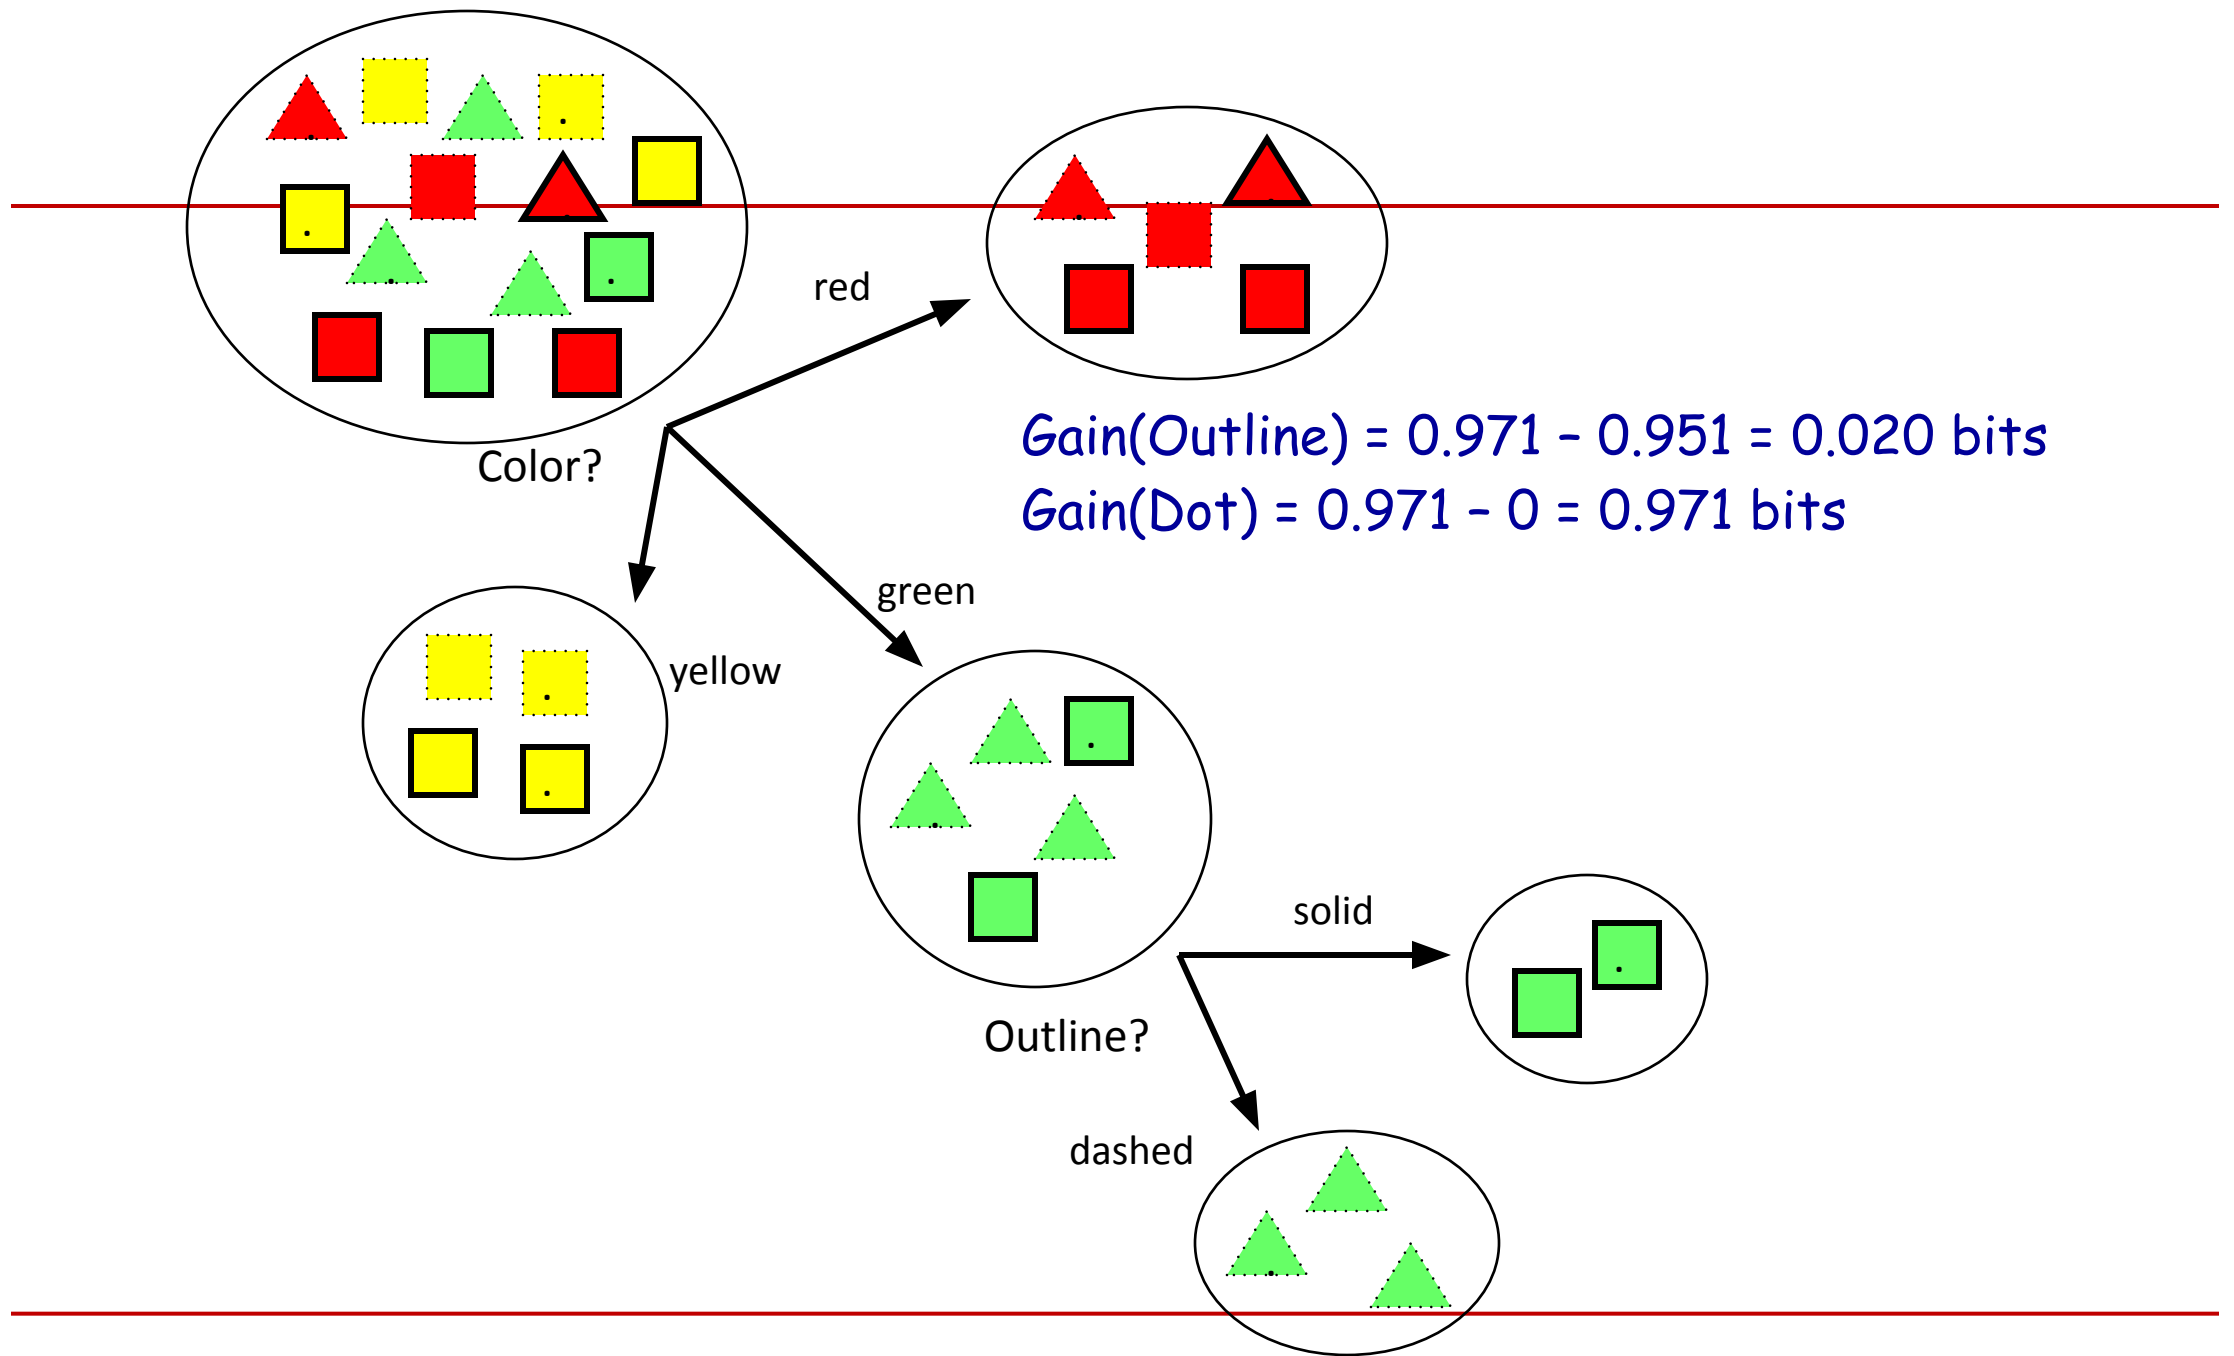 red
Gain(Outline) = 0.971 – 0.951 = 0.020 bits
Color?
Gain(Dot) = 0.971 – 0 = 0.971 bits
green
yellow
solid
Outline?
dashed